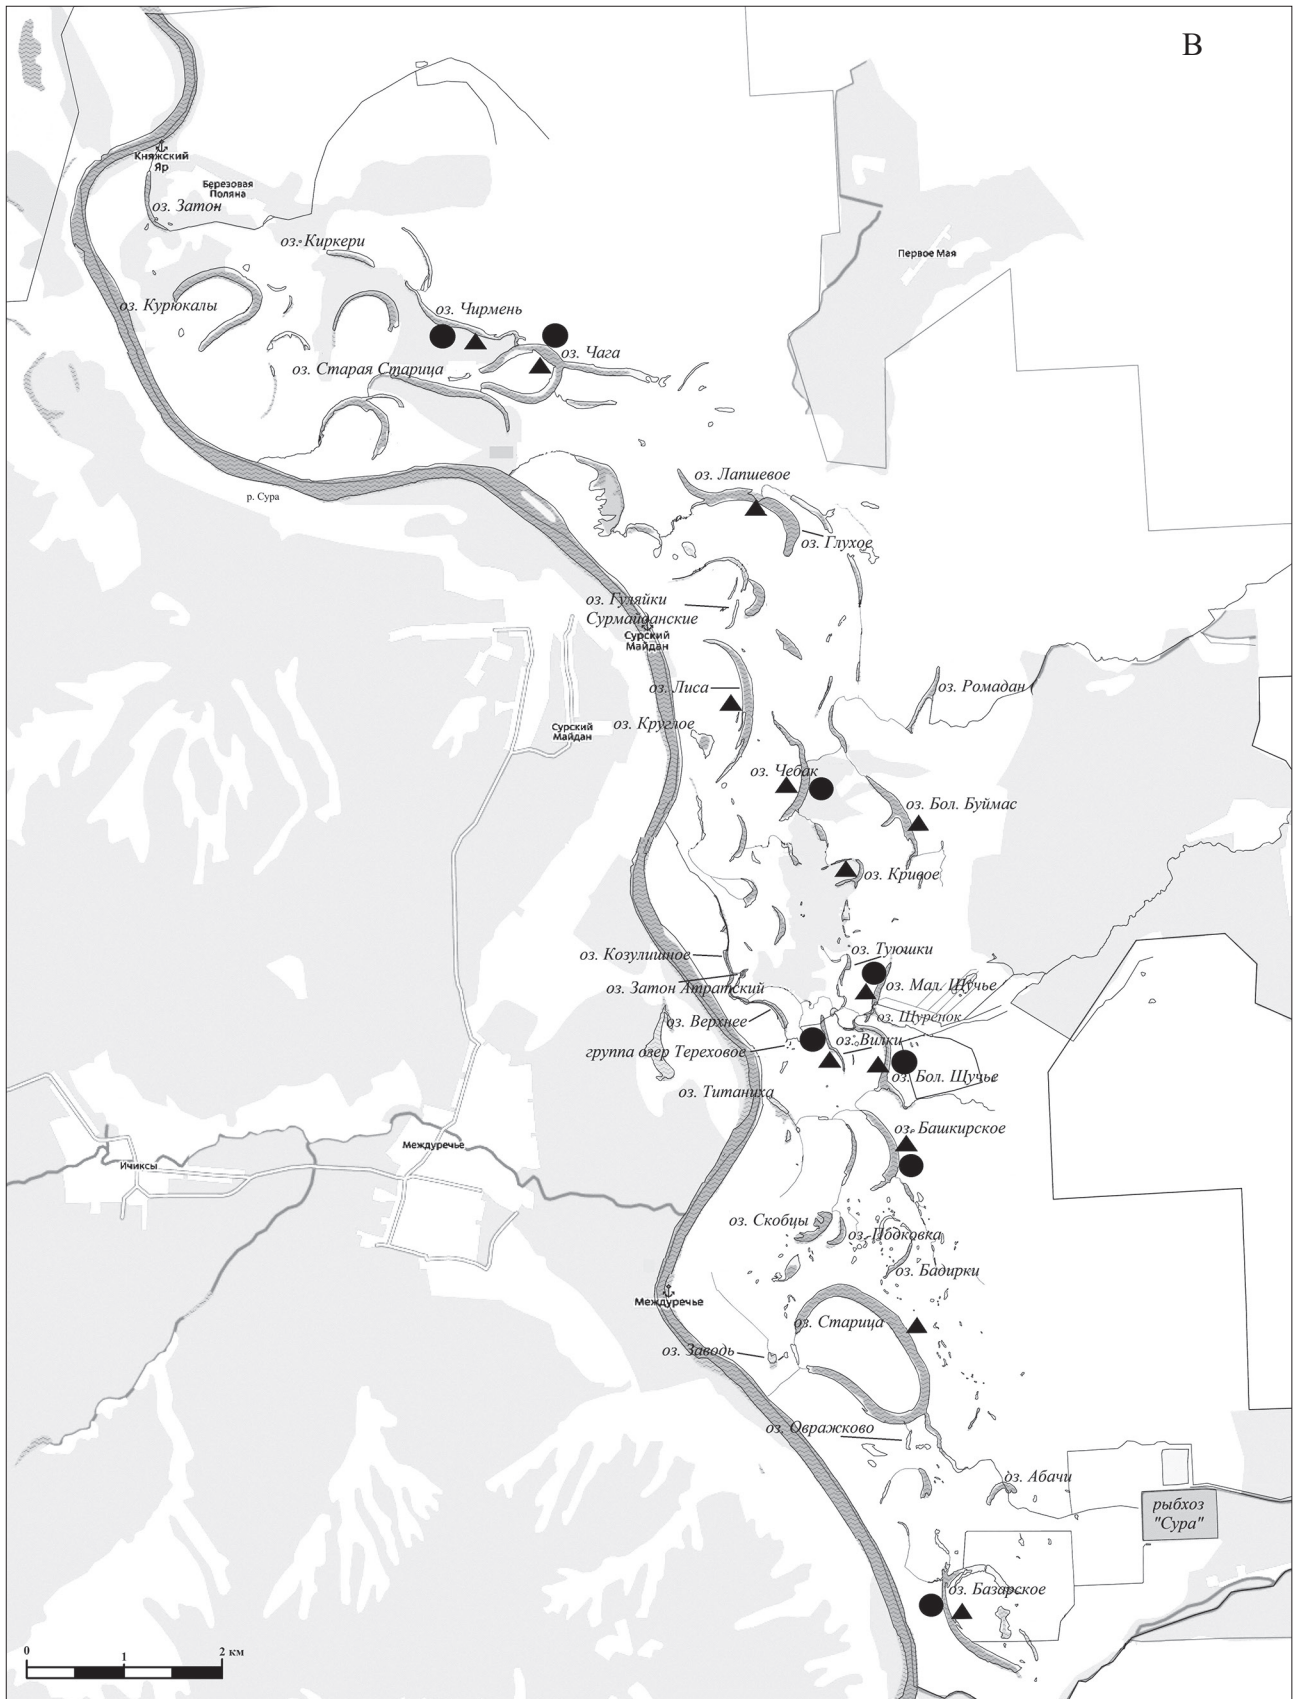 В
Княжский
Яр
Березовая
Поляна
оз. Затон
оз. Киркери
Первое Мая
оз. Курюкалы
оз. Чирмень
оз. Чага
оз. Старая Старица
оз. Лапшевое
р. Сура
оз. Глухое
оз. Гуляйки
Сурмайданские
Сурский
Майдан
оз. Лиса
оз. Ромадан
оз. Круглое
Сурский
Майдан
оз. Чебак
оз. Бол. Буймас
оз. Кривое
оз. Туюшки
оз. Козулишное
оз. Затон Атратский
оз. Мал. Щучье
оз. Щуренок
оз. Верхнее
оз. Вилки
группа озер Тереховое
оз. Бол. Щучье
оз. Титаниха
оз. Башкирское
Междуречье
Ичиксы
оз. Скобцы
оз. Подковка
оз. Бадирки
Междуречье
оз. Старица
оз. Заводь
оз. Овражково
оз. Абачи
рыбхоз
"Сура"
оз. Базарское
0 1 2 км